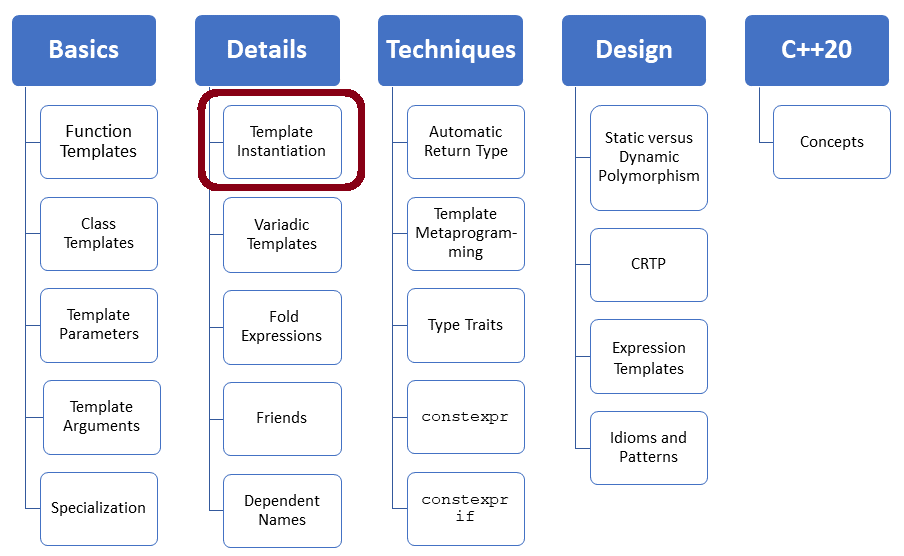 Basics
Function
Templates
Class
Templates
Template
Parameters
Template
Arguments
Specialization
Details
Template
Instantiation
Variadic
Templates
Fold
Expressions
Friends
Dependent
Names
Techniques
Automatic
Return Type
Template
Metaprogram-
ming
Type Traits
constexpr
constexpr
if
Design
Static versus
Dynamic
Polymorphism
CRTP
Expression
Templates
Idioms and
Patterns
C++20
Concepts